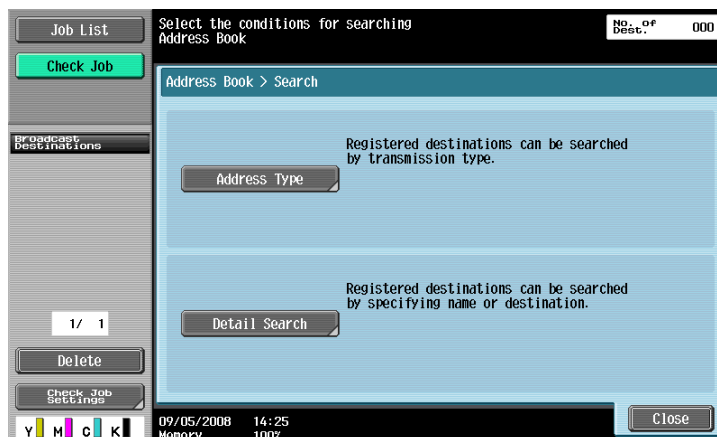 Job List
Check Job
Broadcast
Destinations
1/ 1
Delete
Check Job
Settings
Y M C K
Select the conditions for searching
Address Book
No. of
Dest.
000
Address Book > Search
Address Type
Registered destinations can be searched
by transmission type.
Detail Search
Registered destinations can be searched
by specifying name or destination.
09/05/2008 14:25
Memory 100%
Close